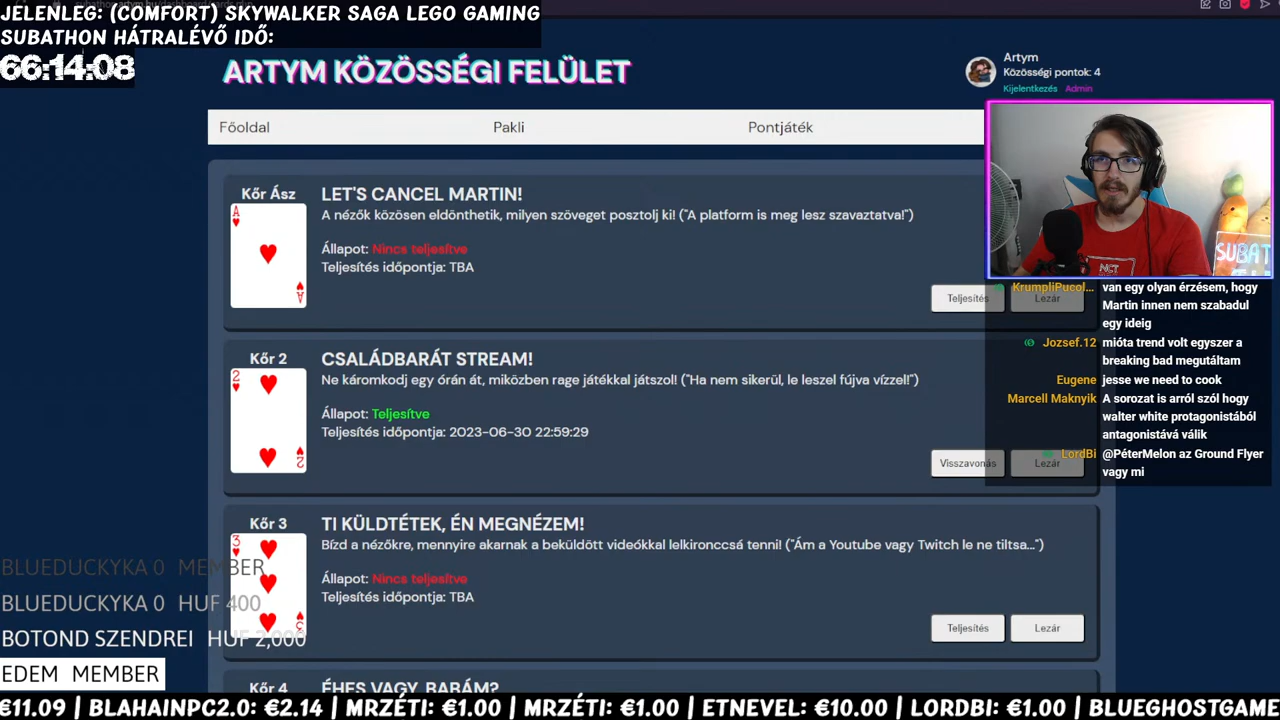 JELENLEG: (COMFORT) SKYWALKER SAGA LEGO GAMING
SUBATHON HÁTRALÉVŐ IDŐ:
66:14:08
ARTYM KÖZÖSSÉGI FELÜLET
Artym
Közösségi pontok: 4
Kijelentkezés Admin
Főoldal Pakli Pontjáték
Kőr Ász
LET'S CANCEL MARTIN!
A nézők közösen eldönthetik, milyen szöveget posztolj ki! ("A platform is meg lesz szavaztatva!")
Állapot: Nincs teljesítve
Teljesítés időpontja: TBA
Teljesítés Lezár
A
A
Kőr 2
CSALÁDBARÁT STREAM!
Ne káromkodj egy órán át, miközben rage játékkal játszol! ("Ha nem sikerül, le leszel fújva vízzel!")
Állapot: Teljesítve
Teljesítés időpontja: 2023-06-30 22:59:29
Visszavonás Lezár
2
2
Kőr 3
TI KÜLDTÉTEK, ÉN MEGNÉZEM!
Bízd a nézőkre, mennyire akarnak a beküldött videókkal lelkironccsá tenni! ("Ám a Youtube vagy Twitch le ne tiltsa...")
Állapot: Nincs teljesítve
Teljesítés időpontja: TBA
Teljesítés Lezár
3
3
Kőr 4
ÉHES VAGY, BABÁM?
SUBAT
KrumpliPucol... van egy olyan érzésem, hogy
Martin innen nem szabadul
egy ideig
Jozsef.12 mióta trend volt egyszer a
breaking bad megutáltam
Eugene jesse we need to cook
Marcell Maknyik A sorozat is arról szól hogy
walter white protagonistából
antagonistává válik
LordBi @PéterMelon az Ground Flyer
vagy mi
BLUEDUCKYKA 0 MEMBER
BLUEDUCKYKA 0 HUF 400
BOTOND SZENDREI HUF 2,000
EDEM MEMBER
€11.09 | BLAHAINPC2.0: €2.14 | MRZÉTI: €1.00 | MRZÉTI: €1.00 | ETNEVEL: €10.00 | LORDBI: €1.00 | BLUEGHOSTGAME